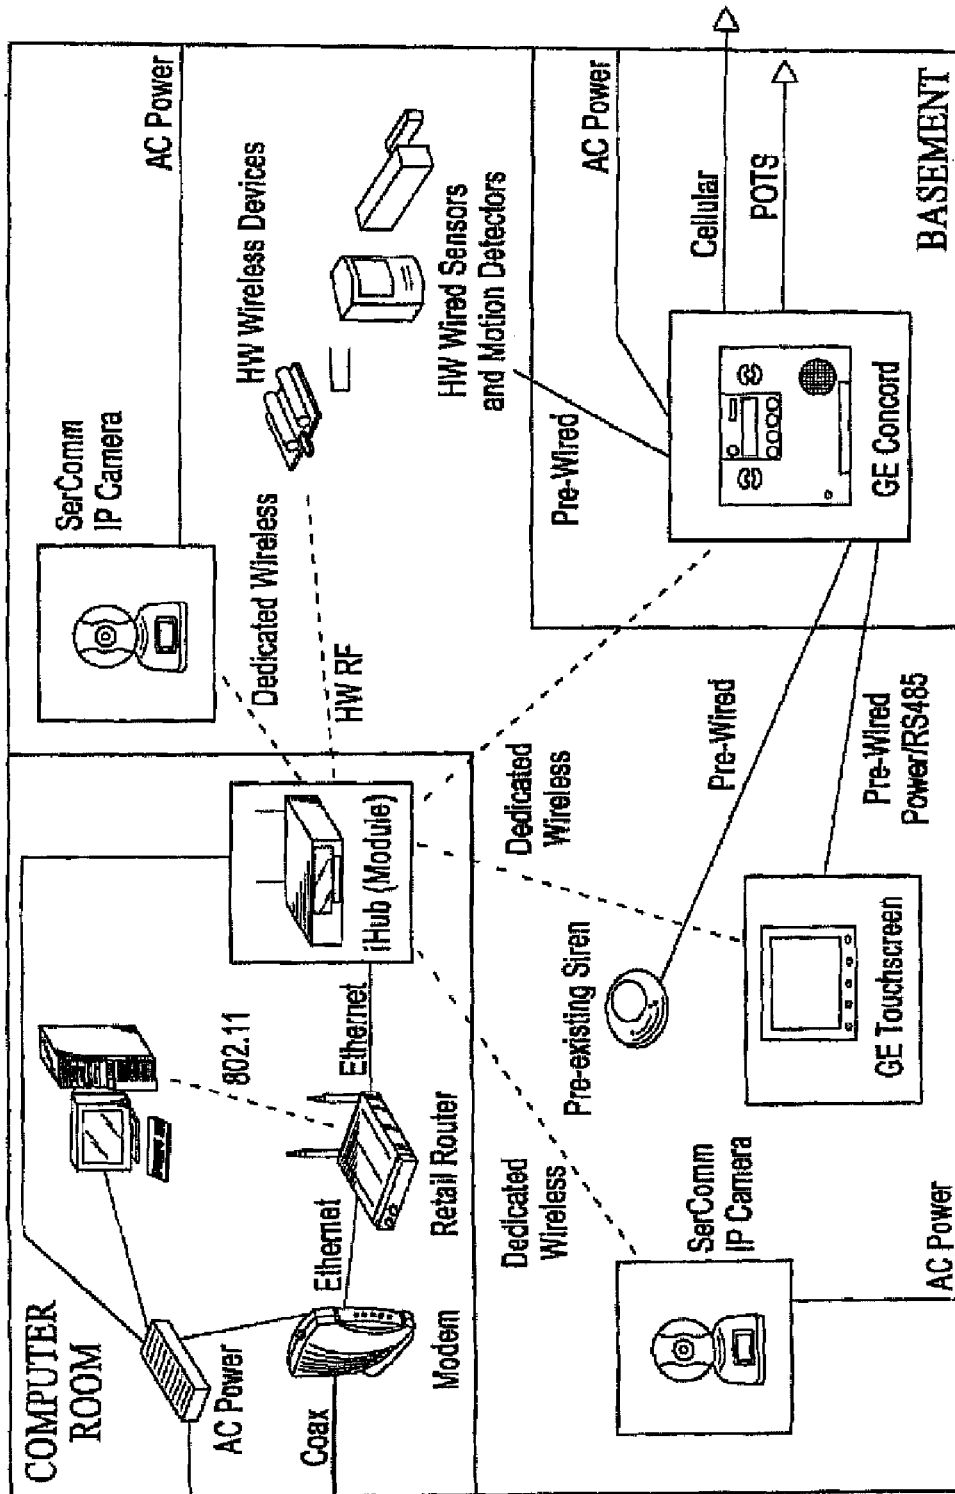 COMPUTER
ROOM
AC Power
Coax
Modem
Ethernet
Retail Router
802.11
Ethernet
iHub (Module)
SerComm
IP Camera
AC Power
Dedicated Wireless
HW RF
HW Wireless Devices
HW Wired Sensors
and Motion Detectors
Pre-Wired
AC Power
Cellular
POTS
BASEMENT
GE Concord
Dedicated
Wireless
Pre-Wired
Pre-Wired
Power/RS485
Pre-existing Siren
GE Touchscreen
Dedicated
Wireless
SerComm
IP Camera
AC Power